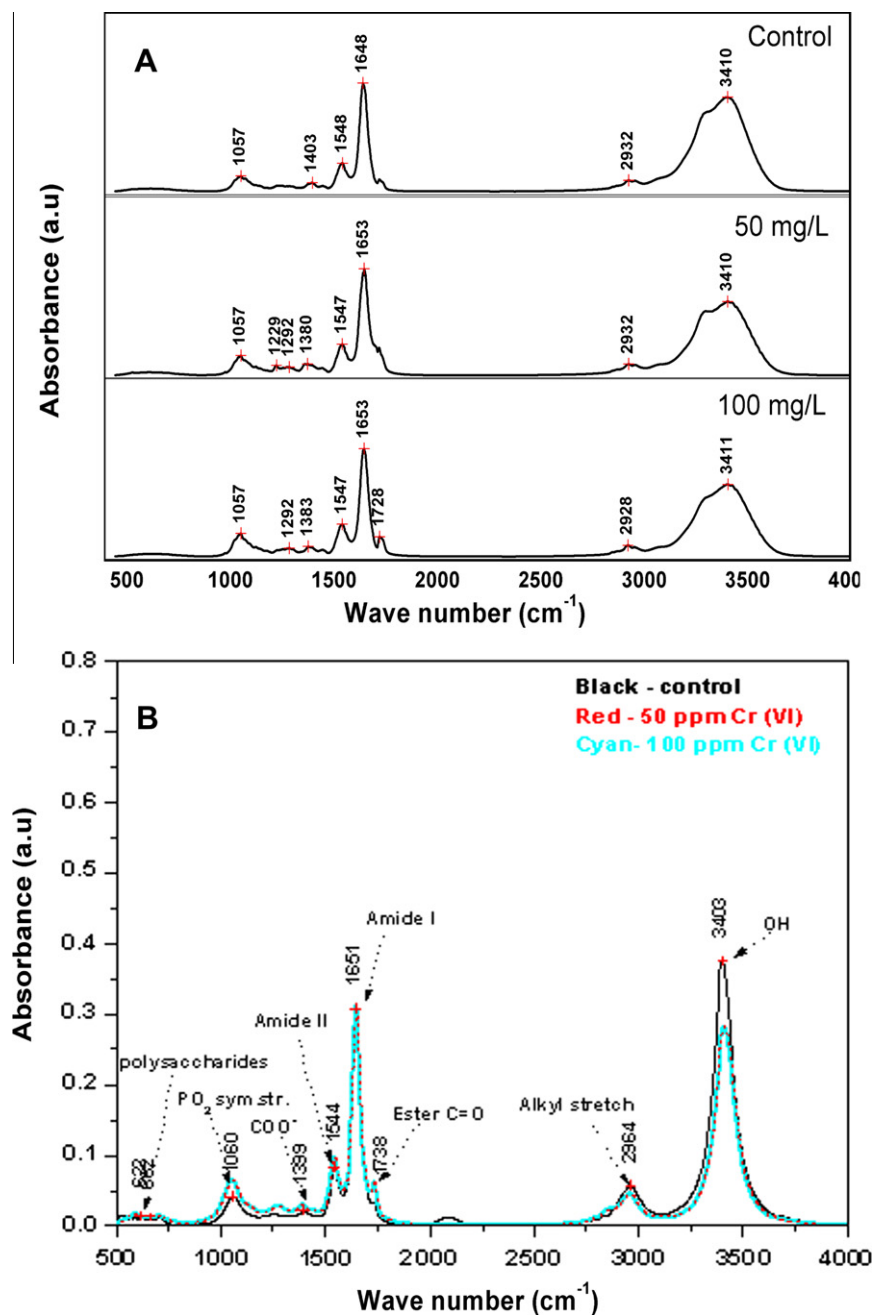 A
Control
1057
1403
1548
1648
2932
3410
50 mg/L
1057
1229
1292
1380
1547
1653
2932
3410
100 mg/L
1057
1292
1383
1547
1653
1728
2928
3411
Absorbance (a.u)
500 1000 1500 2000 2500 3000 3500 400
Wave number (cm⁻¹)
B
Black - control
Red - 50 ppm Cr (VI)
Cyan- 100 ppm Cr (VI)
0.8
0.7
0.6
0.5
0.4
0.3
0.2
0.1
0.0
Absorbance (a.u)
polysaccharides
PO₂ sym str.
COO⁻
Amide II
Amide I
Ester C=O
Alkyl stretch
OH
662
1060
1399
1544
1651
1738
2964
3403
500 1000 1500 2000 2500 3000 3500 4000
Wave number (cm⁻¹)